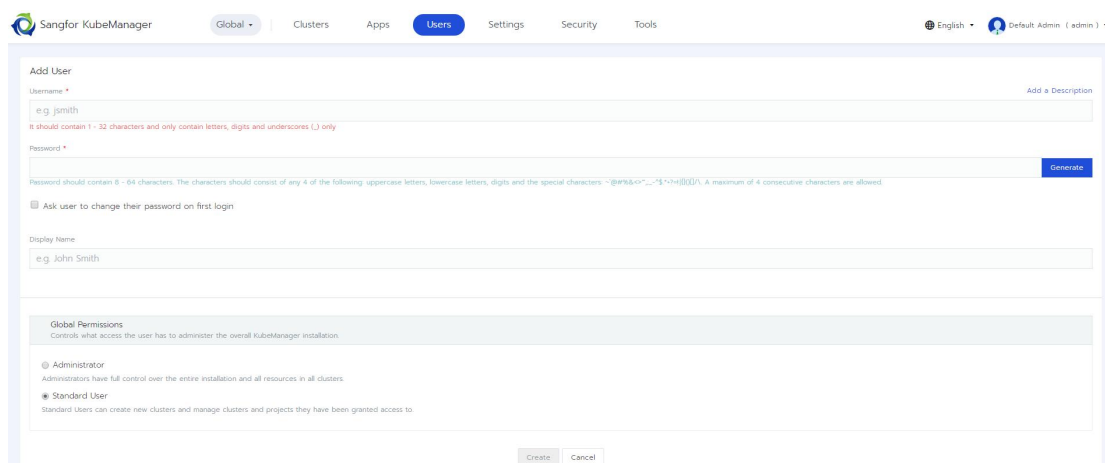 Sangfor KubeManager Global Clusters Apps Users Settings Security Tools English Default Admin ( admin )
Add User
Username * Add a Description
e.g. jsmith
It should contain 1 - 32 characters and only contain letters, digits and underscores (_) only
Password *
Generate
Password should contain 8 - 64 characters. The characters should consist of any 4 of the following: uppercase letters, lowercase letters, digits and the special characters: A maximum of 4 consecutive characters are allowed.
Ask user to change their password on first login
Display Name
e.g. John Smith
Global Permissions
Controls what access the user has to administer the overall KubeManager installation.
Administrator
Administrators have full control over the entire installation and all resources in all clusters.
Standard User
Standard Users can create new clusters and manage clusters and projects they have been granted access to.
Create Cancel